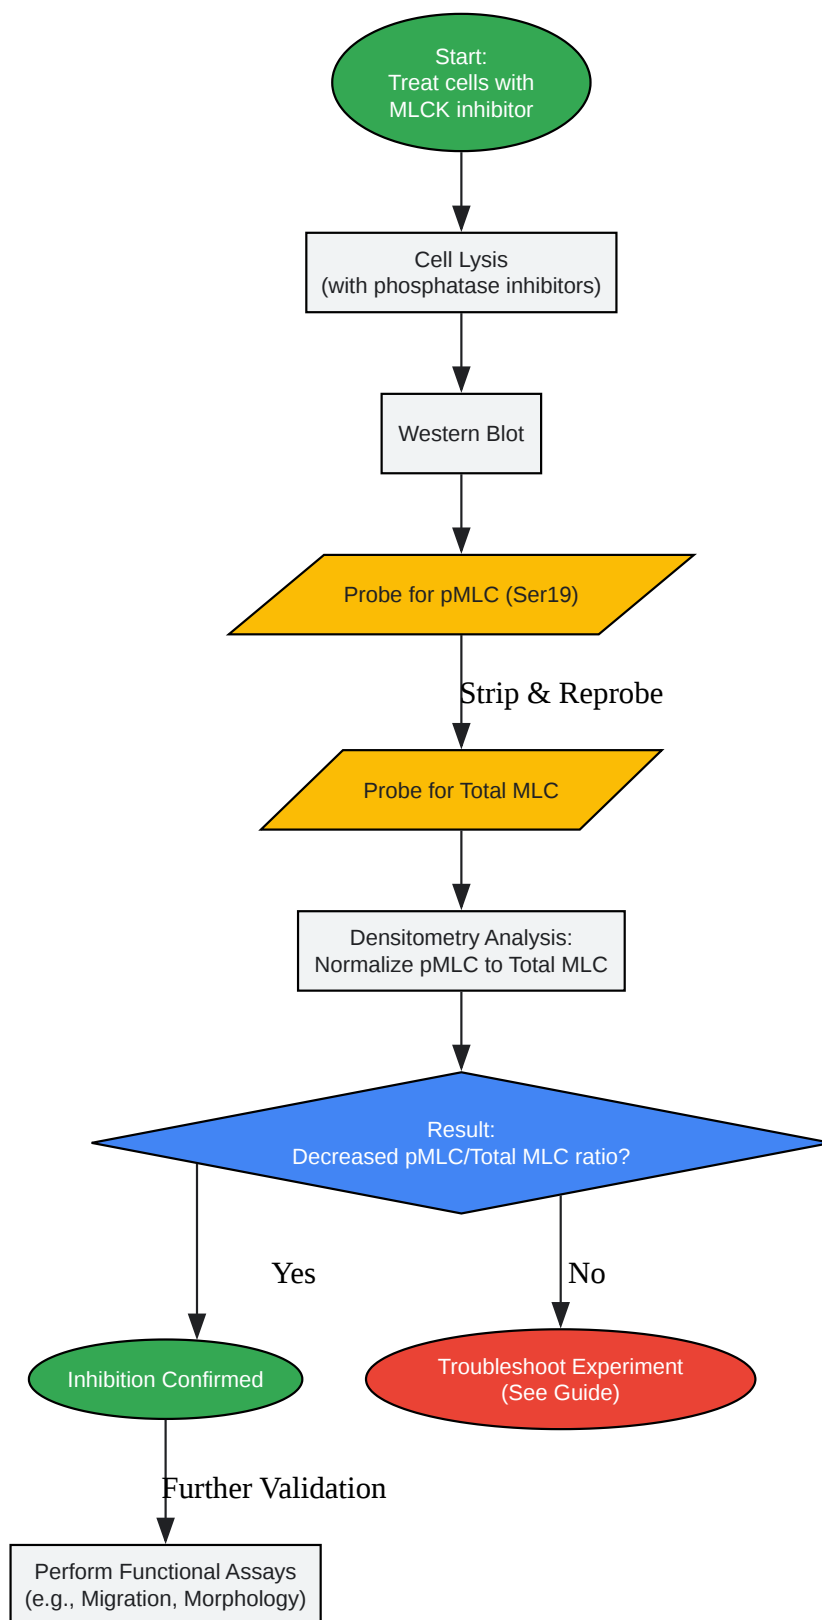 Start:
Treat cells with
MLCK inhibitor
Cell Lysis
(with phosphatase inhibitors)
Western Blot
Probe for pMLC (Ser19)
Strip & Reprobe
Probe for Total MLC
Densitometry Analysis:
Normalize pMLC to Total MLC
Result:
Decreased pMLC/Total MLC ratio?
Yes
No
Inhibition Confirmed
Troubleshoot Experiment
(See Guide)
Further Validation
Perform Functional Assays
(e.g., Migration, Morphology)